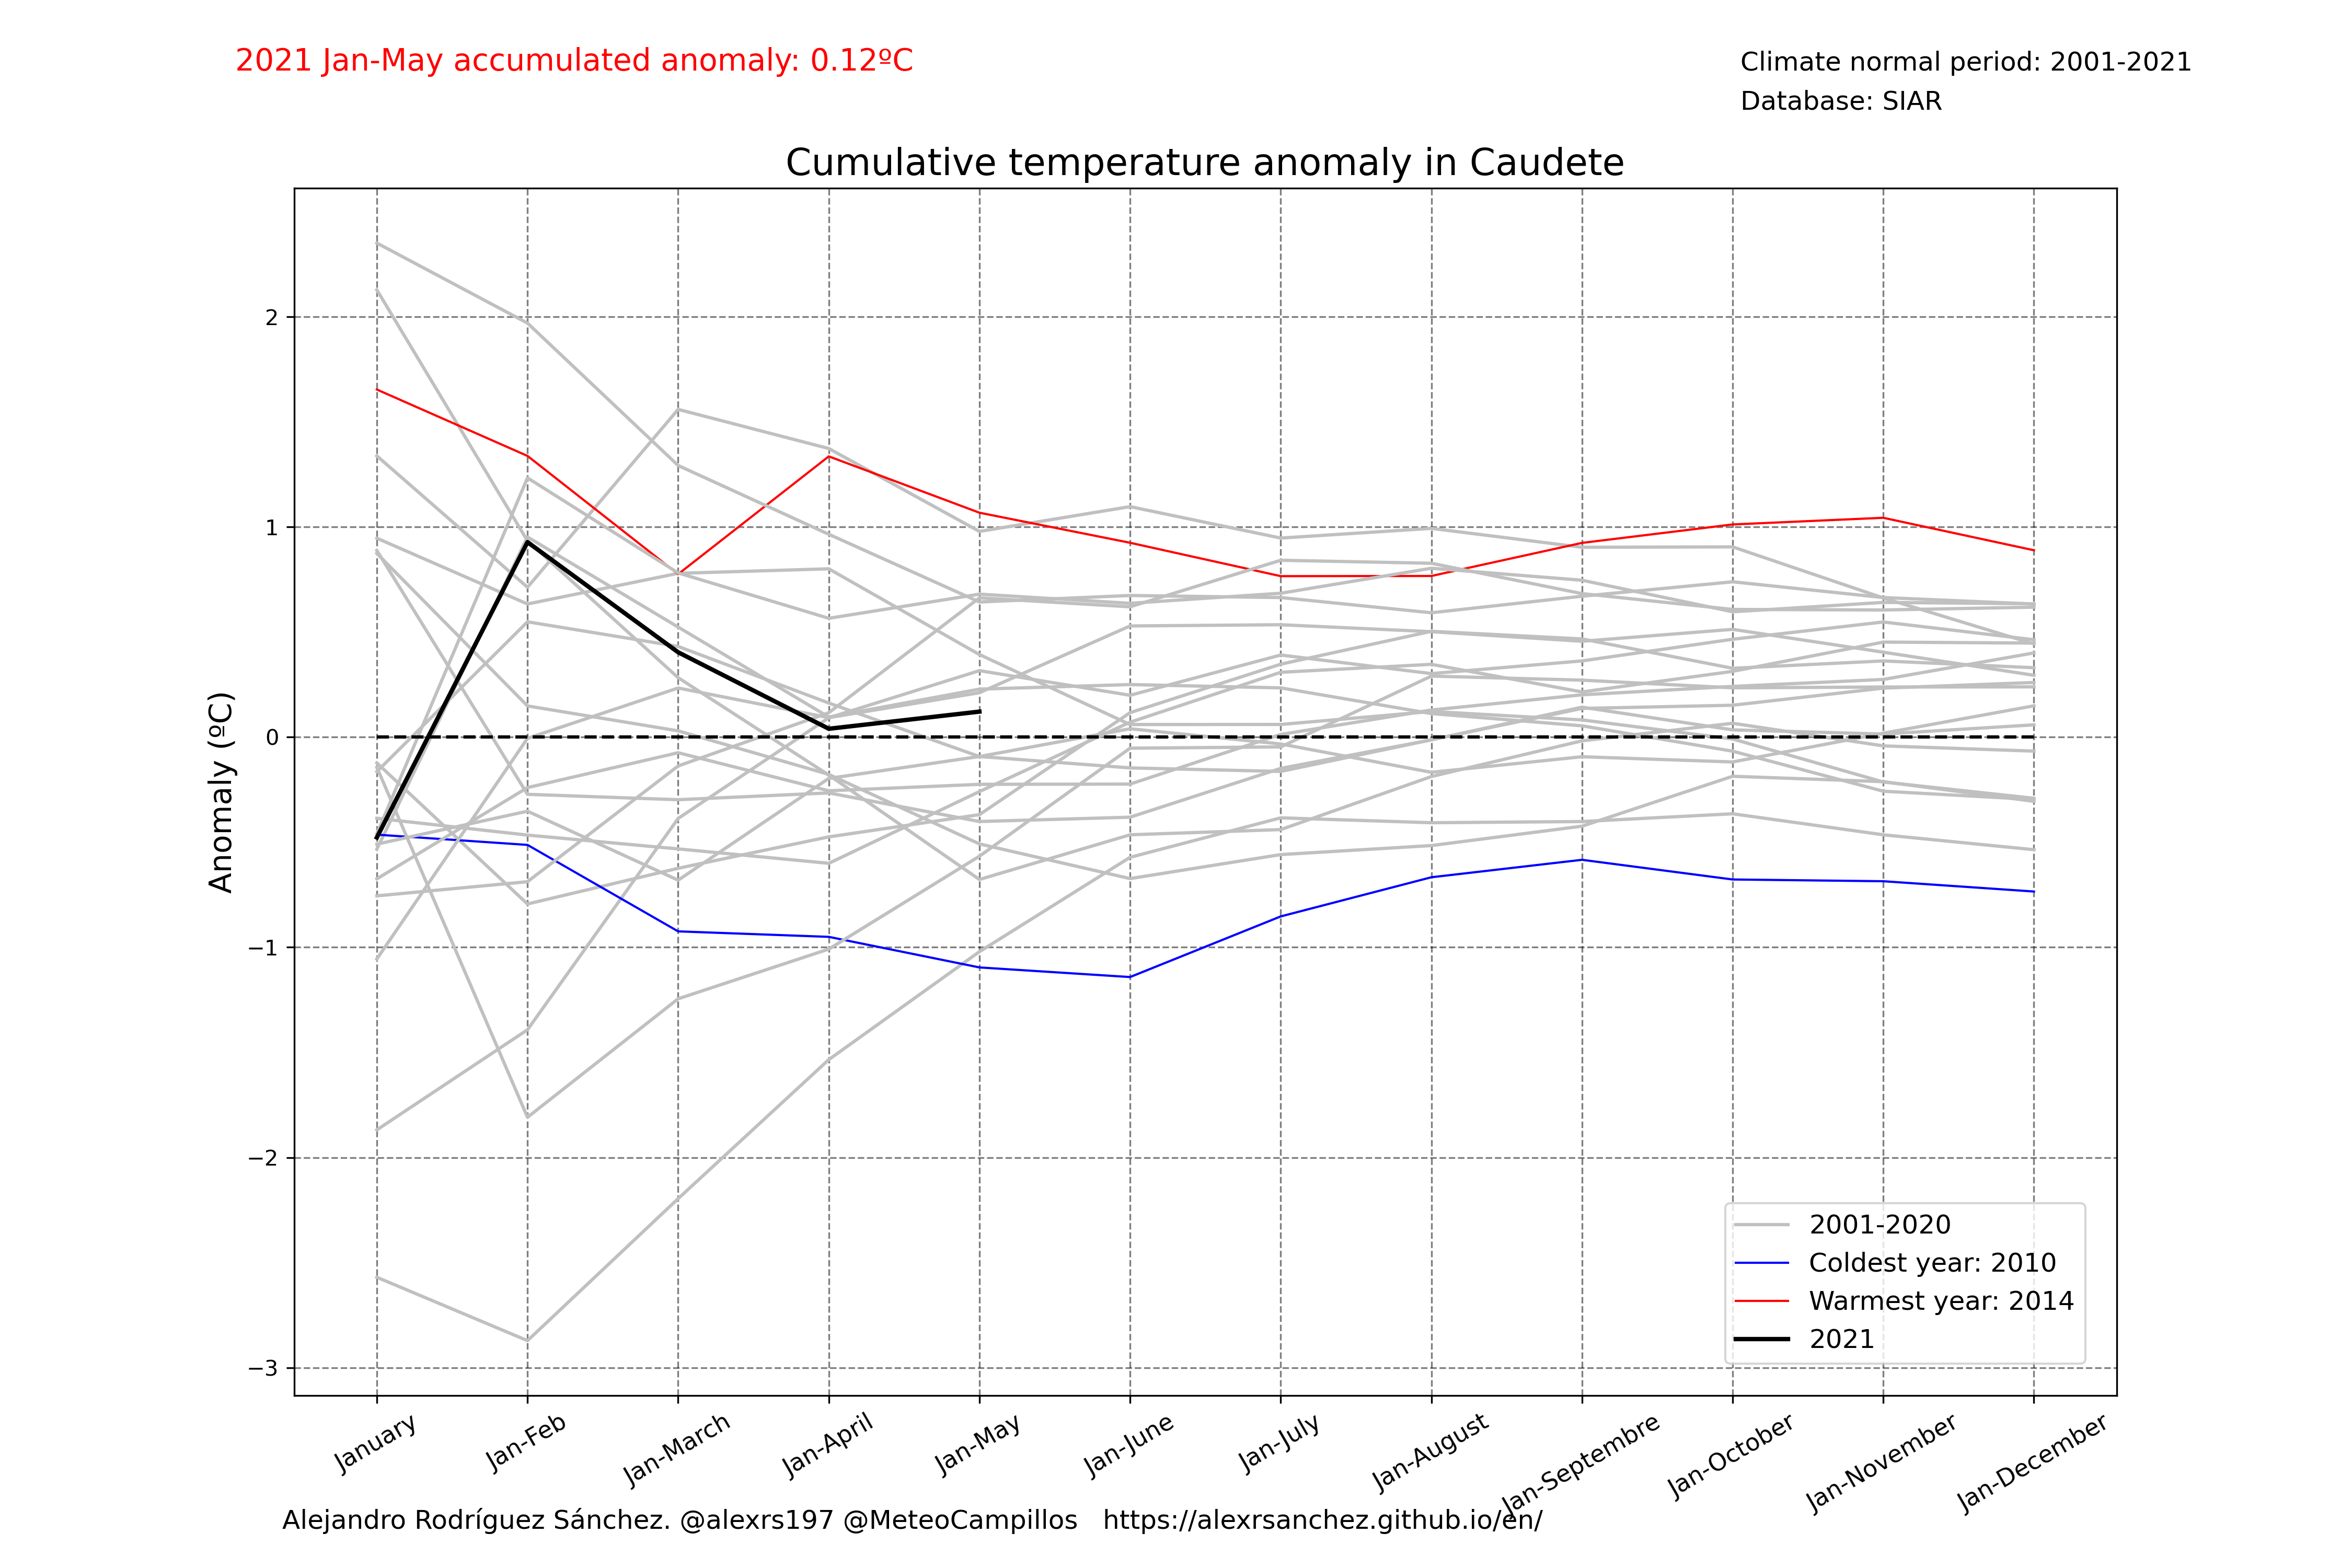 2021 Jan-May accumulated anomaly: 0.12ºC
Climate normal period: 2001-2021
Database: SIAR
Cumulative temperature anomaly in Caudete
Anomaly (ºC)
2
1
0
−1
−2
−3
2001-2020
Coldest year: 2010
Warmest year: 2014
2021
January
Jan-Feb
Jan-March
Jan-April
Jan-May
Jan-June
Jan-July
Jan-August
Jan-Septembre
Jan-October
Jan-November
Jan-December
Alejandro Rodríguez Sánchez. @alexrs197 @MeteoCampillos   https://alexrsanchez.github.io/en/